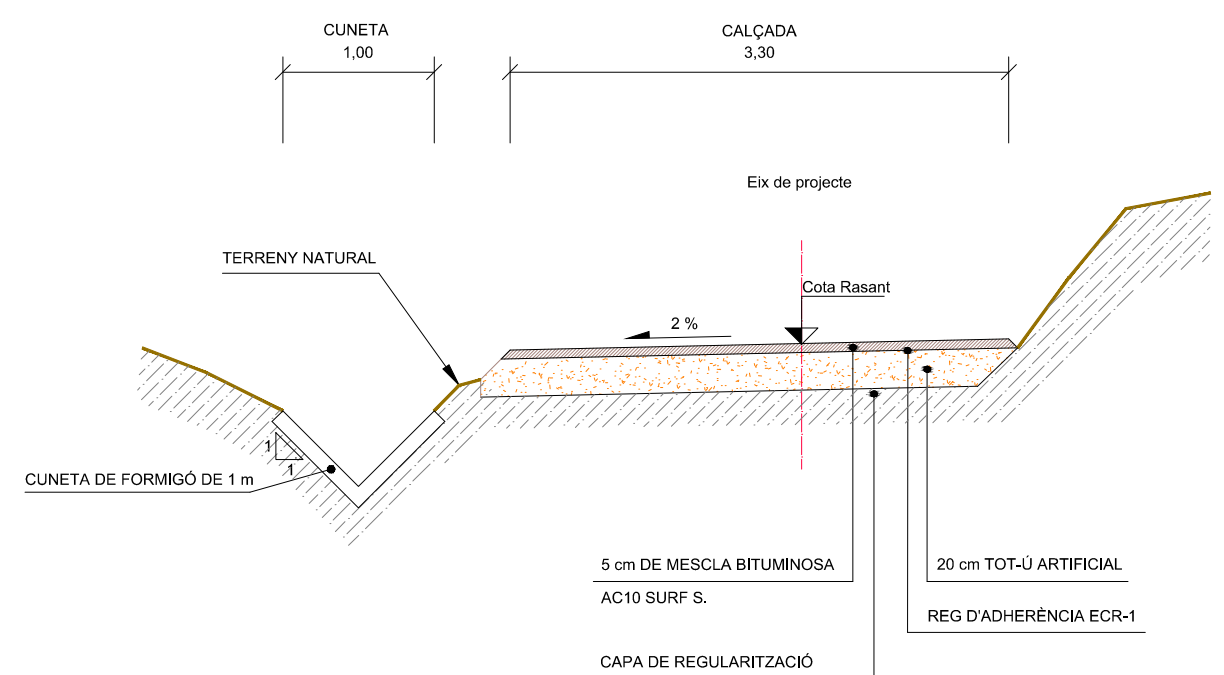 CUNETA
1,00
CALÇADA
3,30
Eix de projecte
TERRENY NATURAL
Cota Rasant
2 %
1
1
CUNETA DE FORMIGÓ DE 1 m
5 cm DE MESCLA BITUMINOSA
AC10 SURF S.
20 cm TOT-Ú ARTIFICIAL
REG D'ADHERÈNCIA ECR-1
CAPA DE REGULARITZACIÓ